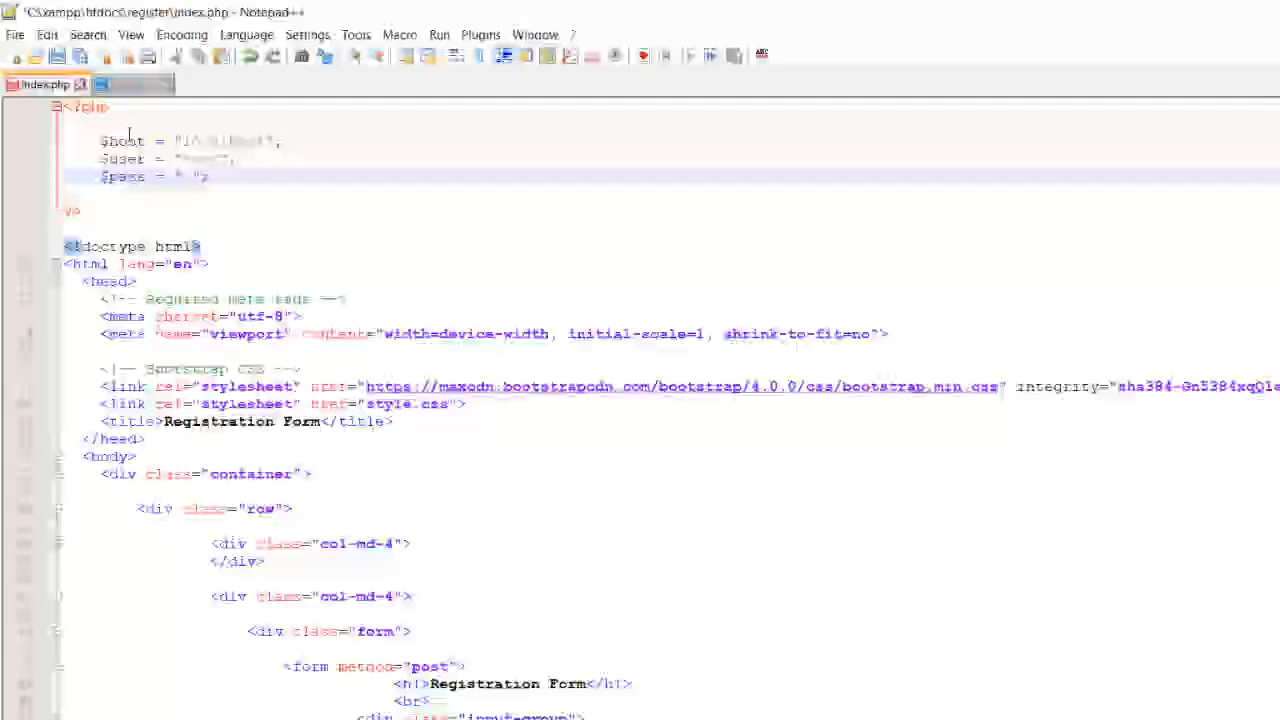 *C:\xampp\htdocs\register\index.php - Notepad++
File Edit Search View Encoding Language Settings Tools Macro Run Plugins Window ?
index.php
<?php
$host =
$user =
$pass = "
?>
<!doctype html>
<html lang="en">
<head>
<!-- Required meta tags -->
<meta charset="utf-8">
<meta name="viewport" content="width=device-width, initial-scale=1, shrink-to-fit=no">
<!-- Bootstrap CSS -->
<link rel="stylesheet" href="https://maxcdn.bootstrapcdn.com/bootstrap/4.0.0/css/bootstrap.min.css" integrity="sha384-Gn5384xqQ1a
<link rel="stylesheet" href="style.css">
<title>Registration Form</title>
</head>
<body>
<div class="container">
<div class="row">
<div class="col-md-4">
</div>
<div class="col-md-4">
<div class="form">
<form method="post">
<h1>Registration Form</h1>
<br>
<div class="input-group">